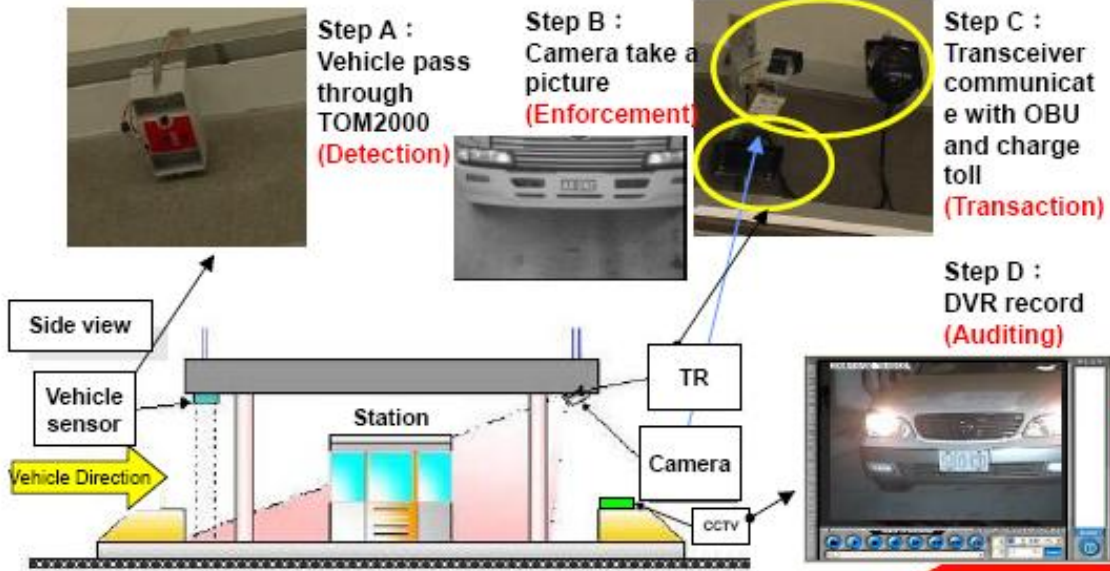 Step A：
Vehicle pass
through
TOM2000
(Detection)
Step B：
Camera take a
picture
(Enforcement)
Step C：
Transceiver
communicat
e with OBU
and charge
toll
(Transaction)
Step D：
DVR record
(Auditing)
Side view
Vehicle
sensor
Vehicle Direction
Station
TR
Camera
CCTV